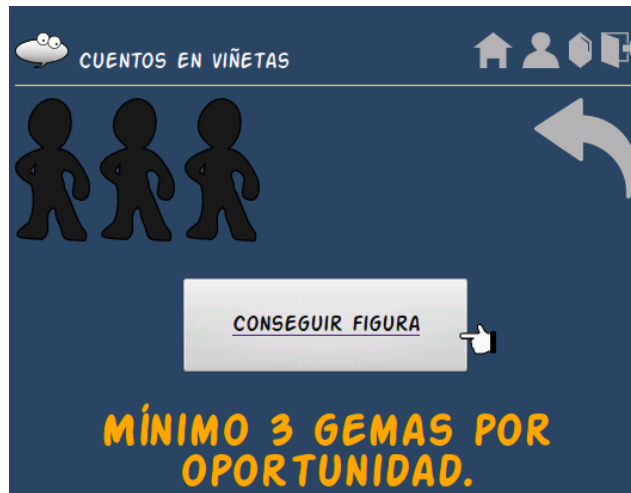 CUENTOS EN VIÑETAS
CONSEGUIR FIGURA
MÍNIMO 3 GEMAS POR
OPORTUNIDAD.